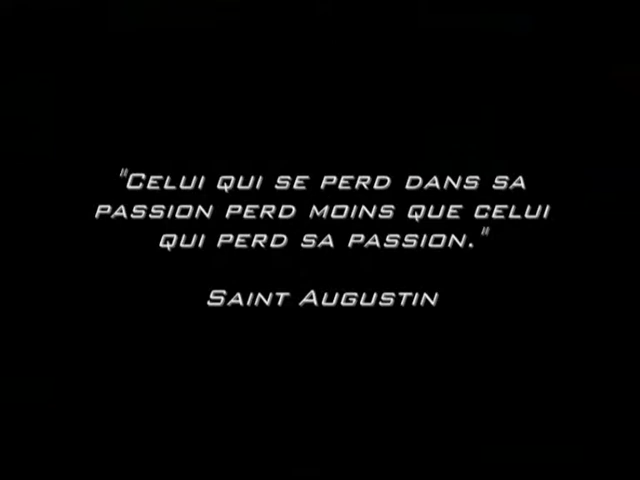 "Celui qui se perd dans sa
passion perd moins que celui
qui perd sa passion."
Saint Augustin